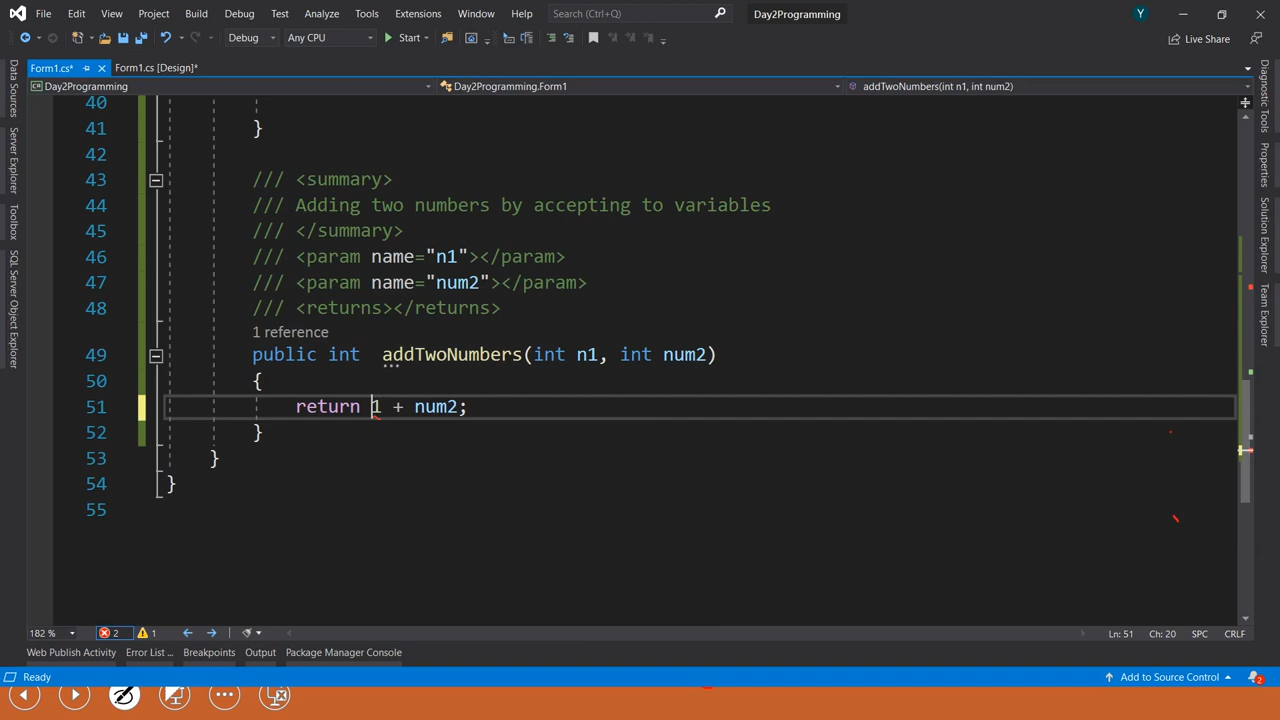 File Edit View Project Build Debug Test Analyze Tools Extensions Window Help Search (Ctrl+Q) Day2Programming Y
Debug Any CPU Start Live Share
Form1.cs* Form1.cs [Design]*
Day2Programming Day2Programming.Form1 addTwoNumbers(int n1, int num2)
Data Sources
Server Explorer
Toolbox
SQL Server Object Explorer
40
41 }
42
43 /// <summary>
44 /// Adding two numbers by accepting to variables
45 /// </summary>
46 /// <param name="n1"></param>
47 /// <param name="num2"></param>
48 /// <returns></returns>
1 reference
49 public int addTwoNumbers(int n1, int num2)
50 {
51 return 1 + num2;
52 }
53 }
54 }
55
Diagnostic Tools
Properties
Solution Explorer
Team Explorer
182 % 2 1 Ln: 51 Ch: 20 SPC CRLF
Web Publish Activity Error List ... Breakpoints Output Package Manager Console
Ready Add to Source Control 2